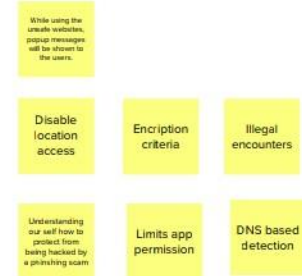 While using the
unsafe websites,
popup messages
will be shown to
the users.
Disable
location
access
Encription
criteria
Illegal
encounters
Understanding
our self how to
protect from
being hacked by
a phinshing scam
Limits app
permission
DNS based
detection